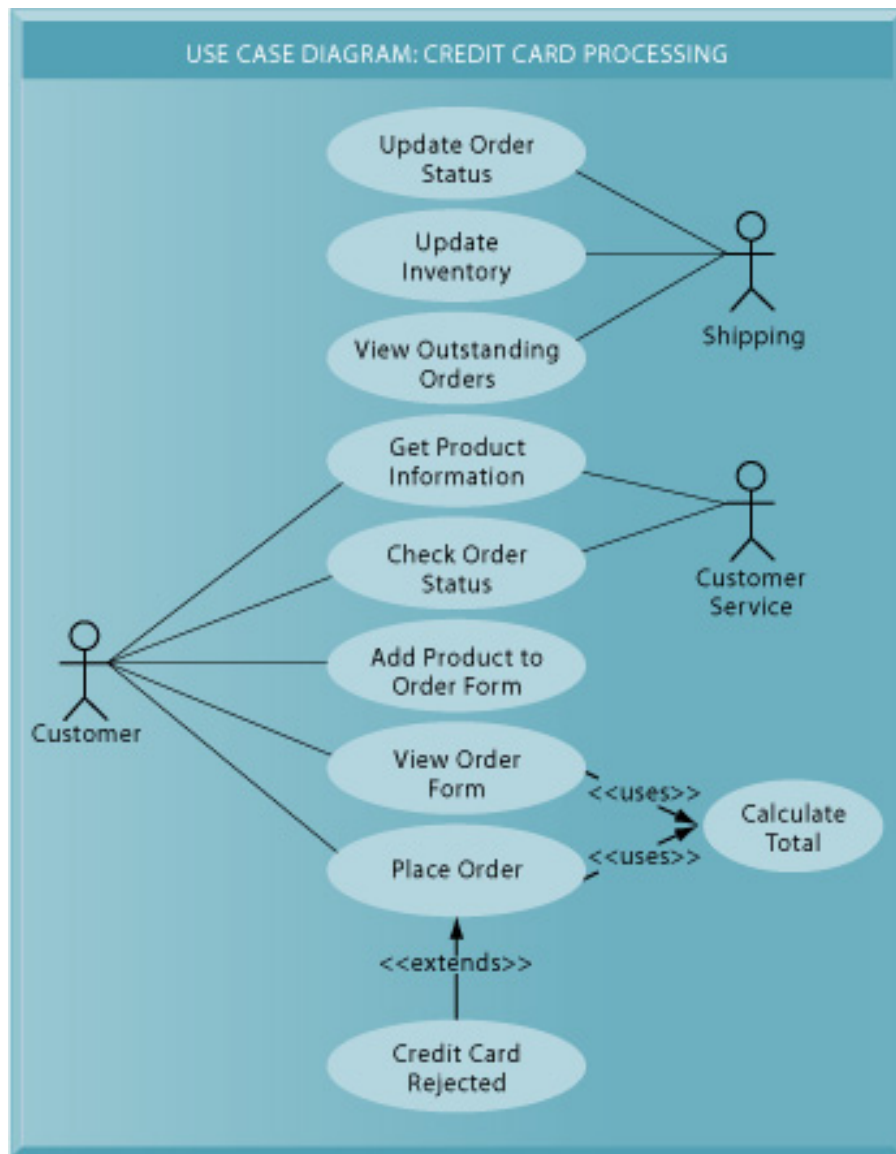 USE CASE DIAGRAM: CREDIT CARD PROCESSING
Update Order
Status
Update
Inventory
Shipping
View Outstanding
Orders
Get Product
Information
Check Order
Status
Customer
Service
Add Product to
Order Form
Customer
View Order
Form
<<uses>>
Calculate
Total
<<uses>>
Place Order
<<extends>>
Credit Card
Rejected